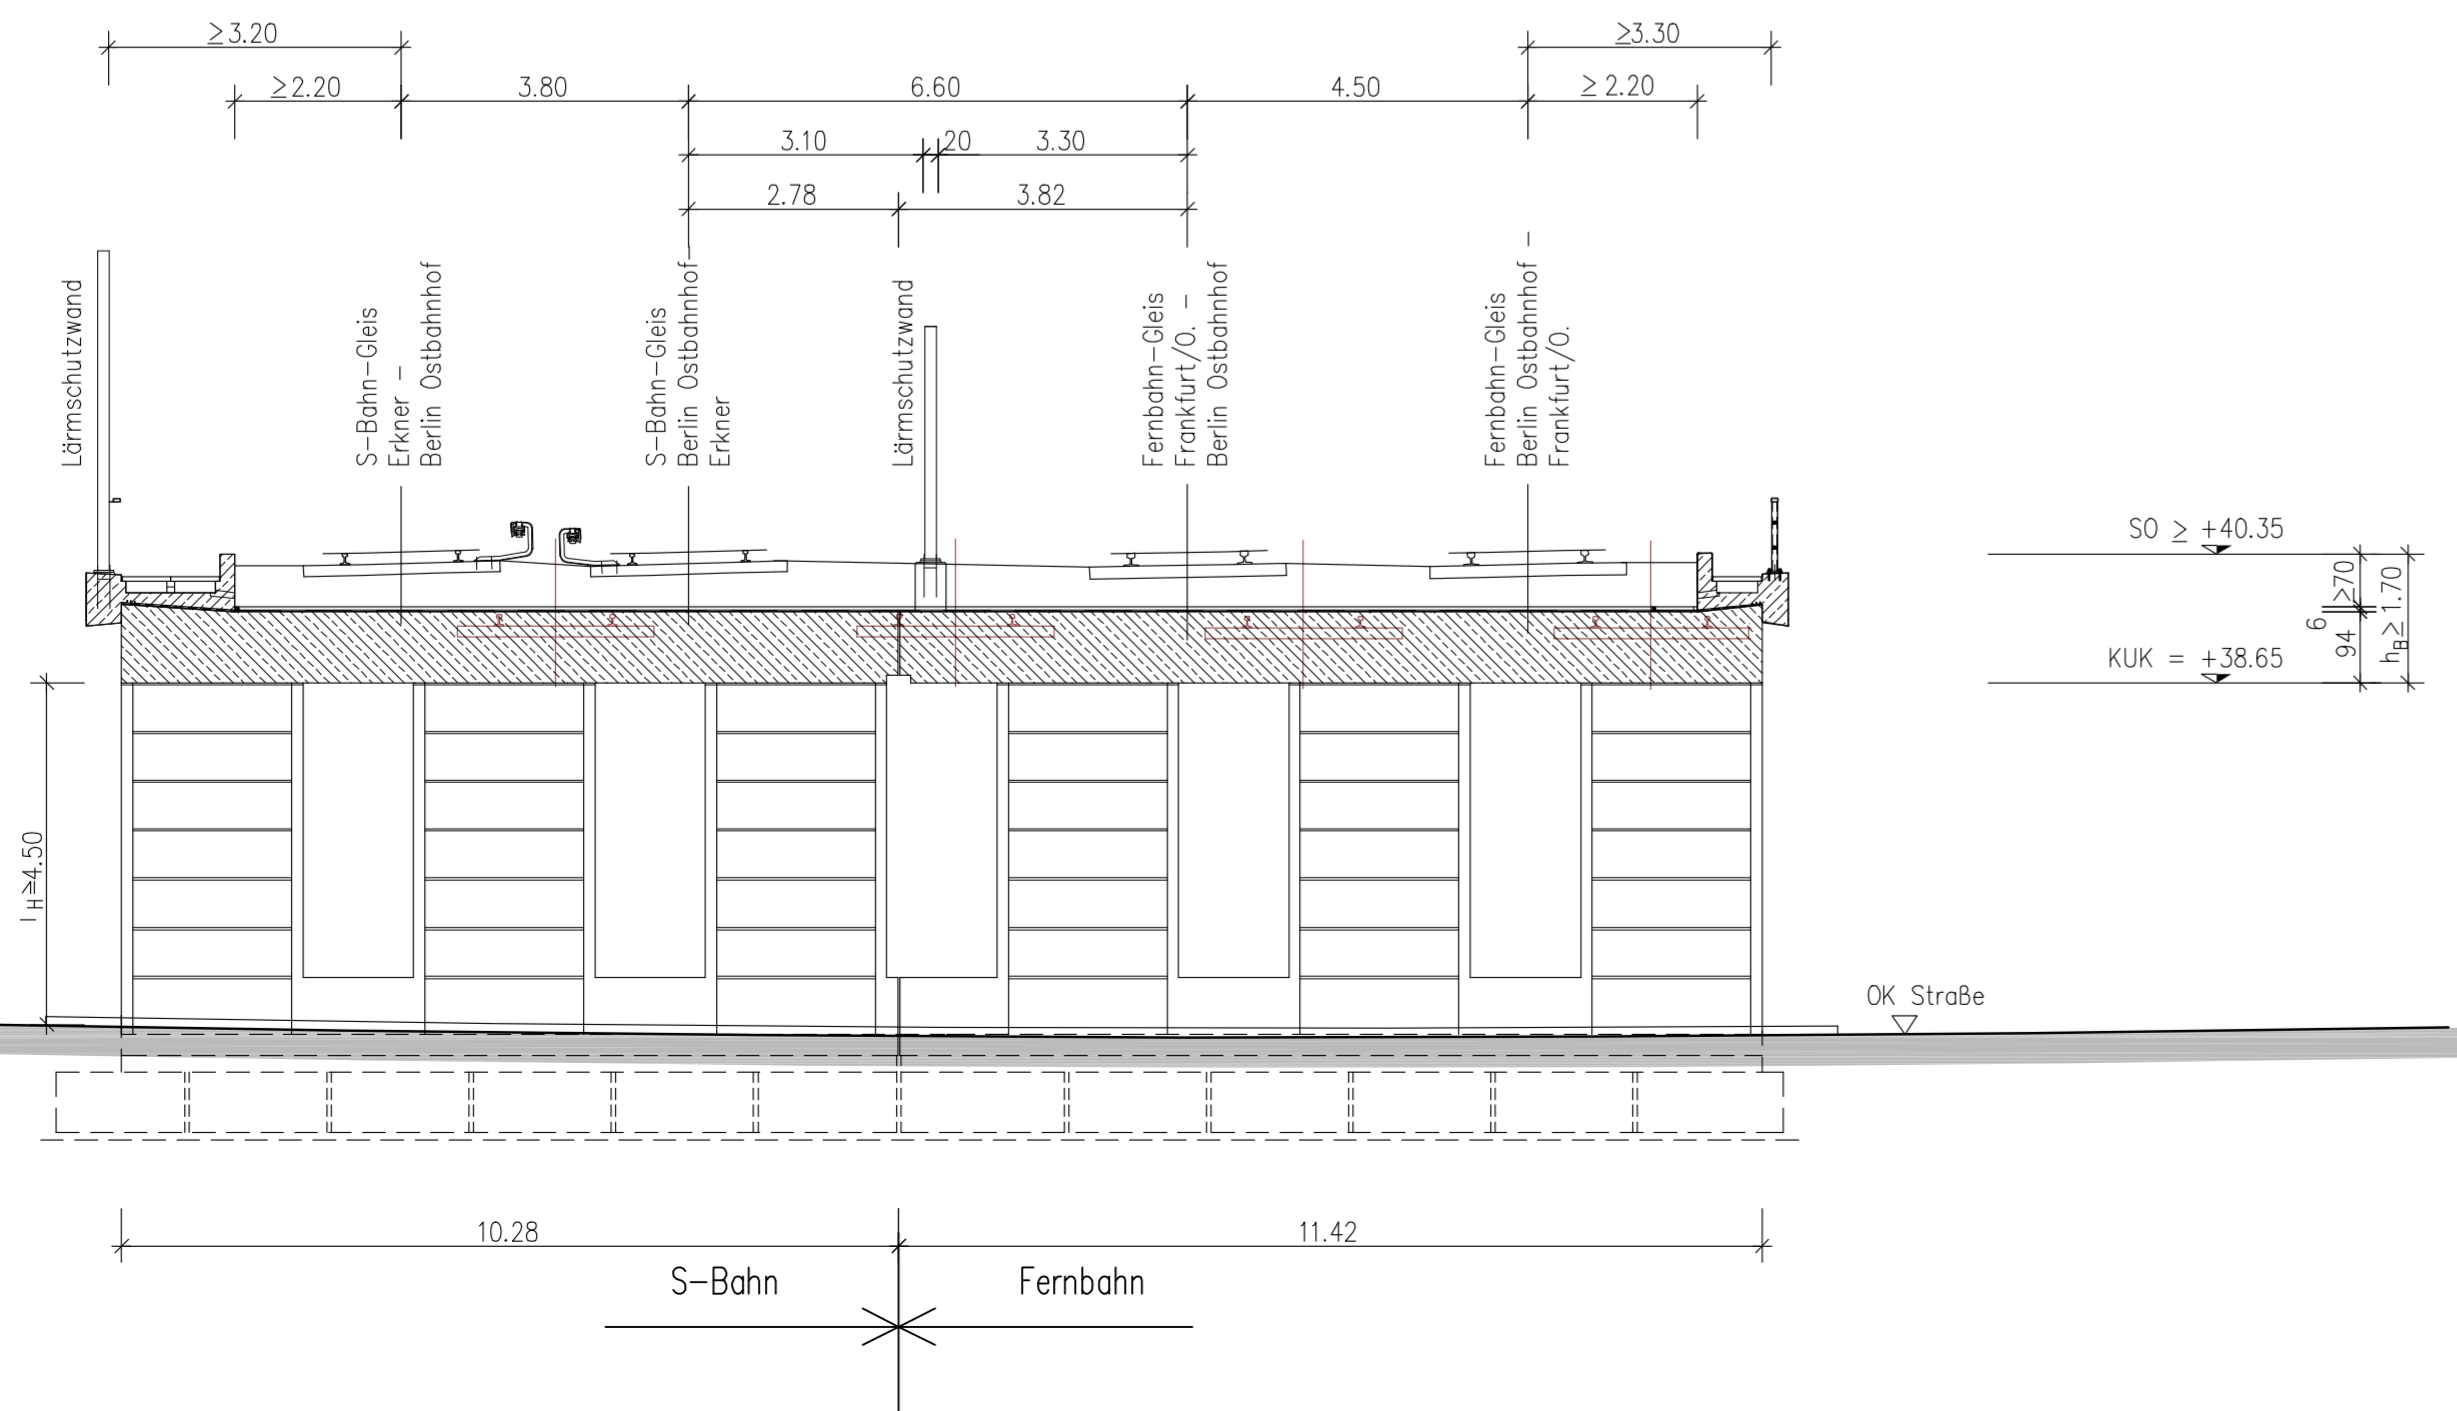 ≥3.20
≥3.30
≥2.20
3.80
6.60
4.50
≥ 2.20
3.10
20
3.30
2.78
3.82
Lärmschutzwand
S-Bahn-Gleis
Erkner -
Berlin Ostbahnhof
S-Bahn-Gleis
Berlin Ostbahnhof-
Erkner
Lärmschutzwand
Fernbahn-Gleis
Frankfurt/O. -
Berlin Ostbahnhof
Fernbahn-Gleis
Berlin Ostbahnhof -
Frankfurt/O.
SO ≥ +40.35
KUK = +38.65
≥70
6
94
hB≥ 1.70
lH≥4.50
OK Straße
10.28
11.42
S-Bahn
Fernbahn